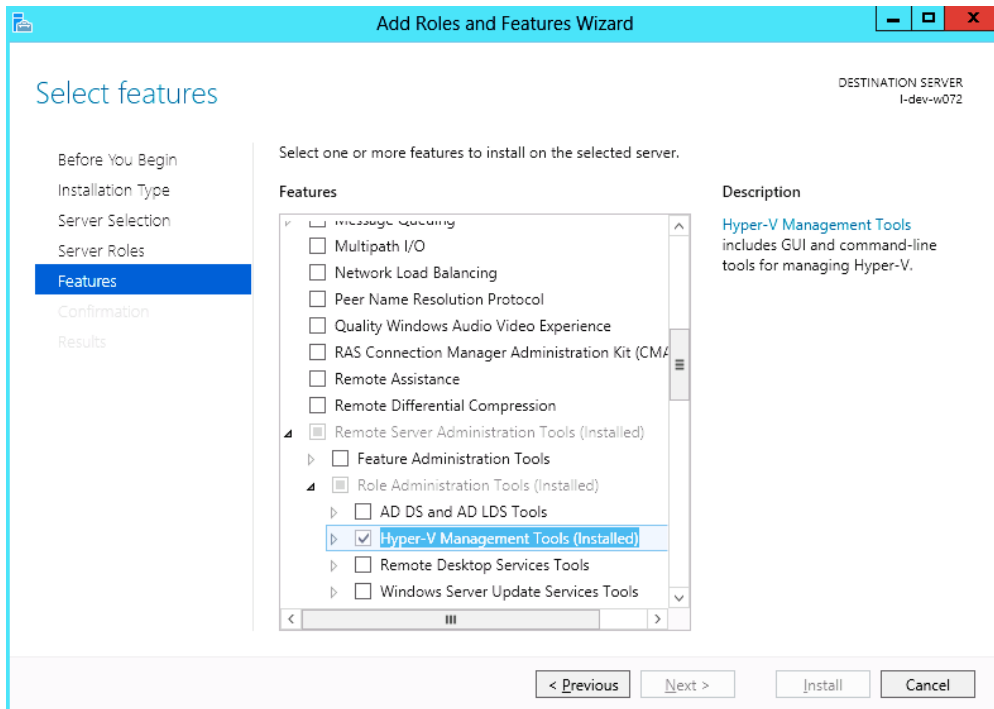 Add Roles and Features Wizard
Select features
DESTINATION SERVER
l-dev-w072
Before You Begin
Installation Type
Server Selection
Server Roles
Features
Confirmation
Results
Select one or more features to install on the selected server.
Features
Message Queuing
Multipath I/O
Network Load Balancing
Peer Name Resolution Protocol
Quality Windows Audio Video Experience
RAS Connection Manager Administration Kit (CMA
Remote Assistance
Remote Differential Compression
Remote Server Administration Tools (Installed)
Feature Administration Tools
Role Administration Tools (Installed)
AD DS and AD LDS Tools
Hyper-V Management Tools (Installed)
Remote Desktop Services Tools
Windows Server Update Services Tools
Description
Hyper-V Management Tools
includes GUI and command-line
tools for managing Hyper-V.
< Previous
Next >
Install
Cancel